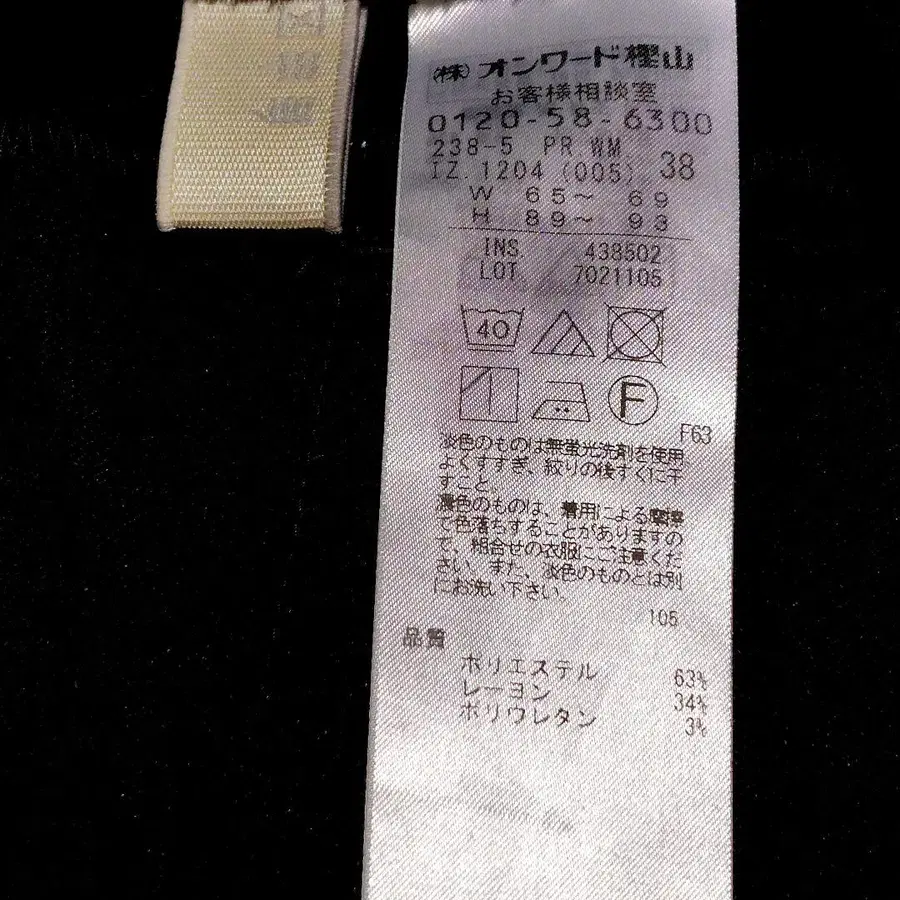 ㈱オンワード樫山
お客様相談室
0120-58-6300
238-5 PR WM
IZ.1204 (005) 38
W 65～ 69
H 89～ 93
INS. 438502
LOT. 7021105
40
F
F63
淡色のものは無蛍光洗剤を使用
よくすすぎ、絞りの後すぐに干
すこと。
濃色のものは、着用による摩擦
で色落ちすることがありますの
で、組合せの衣服にご注意くだ
さい。また、淡色のものとは別
にお洗い下さい。
105
品質
ポリエステル 63%
レーヨン 34%
ポリウレタン 3%